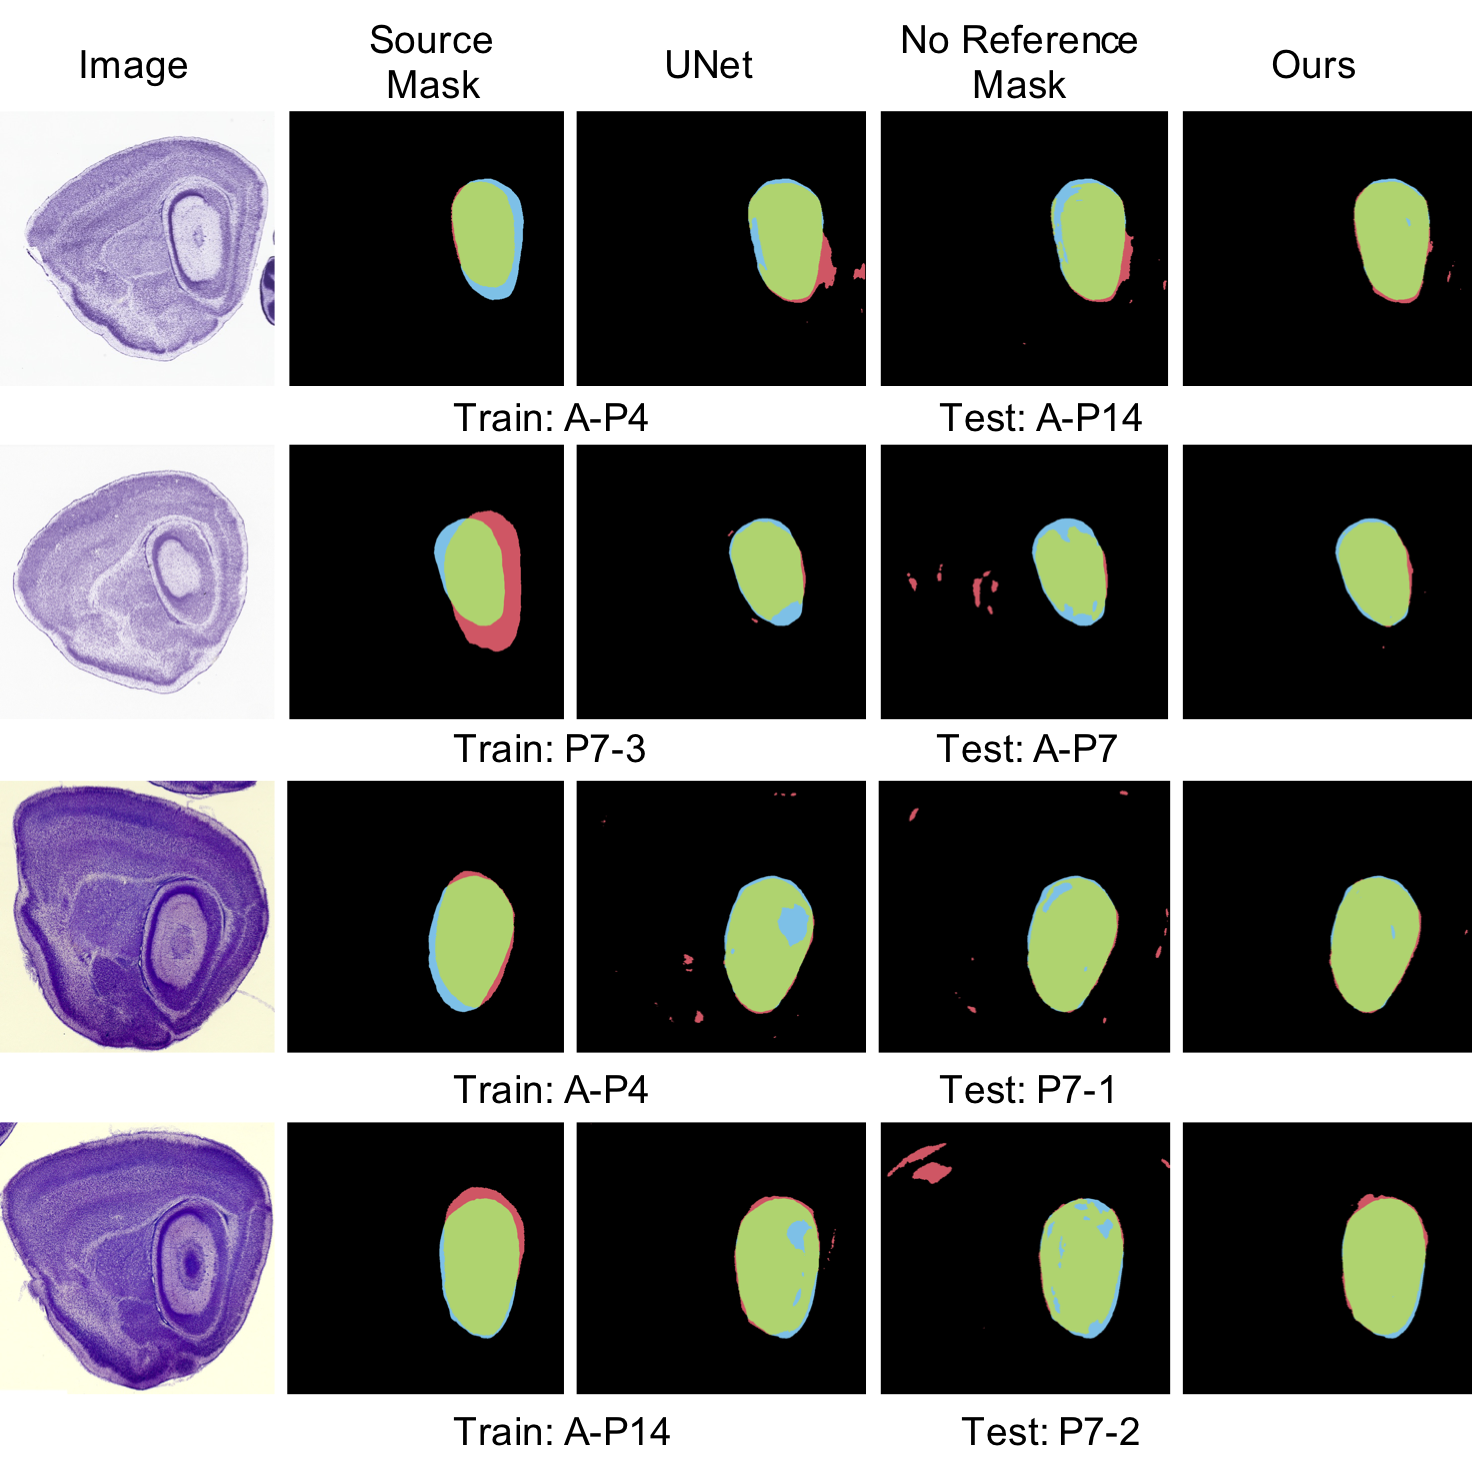 Image
Source
Mask
UNet
No Reference
Mask
Ours
Train: A-P4
Test: A-P14
Train: P7-3
Test: A-P7
Train: A-P4
Test: P7-1
Train: A-P14
Test: P7-2